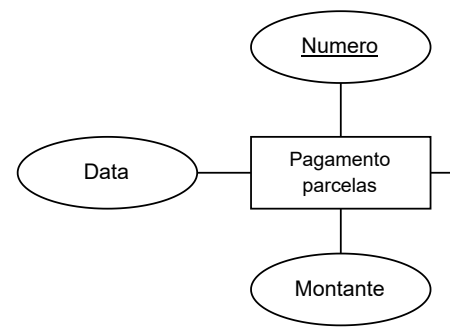 Numero
Data
Pagamento
parcelas
Montante